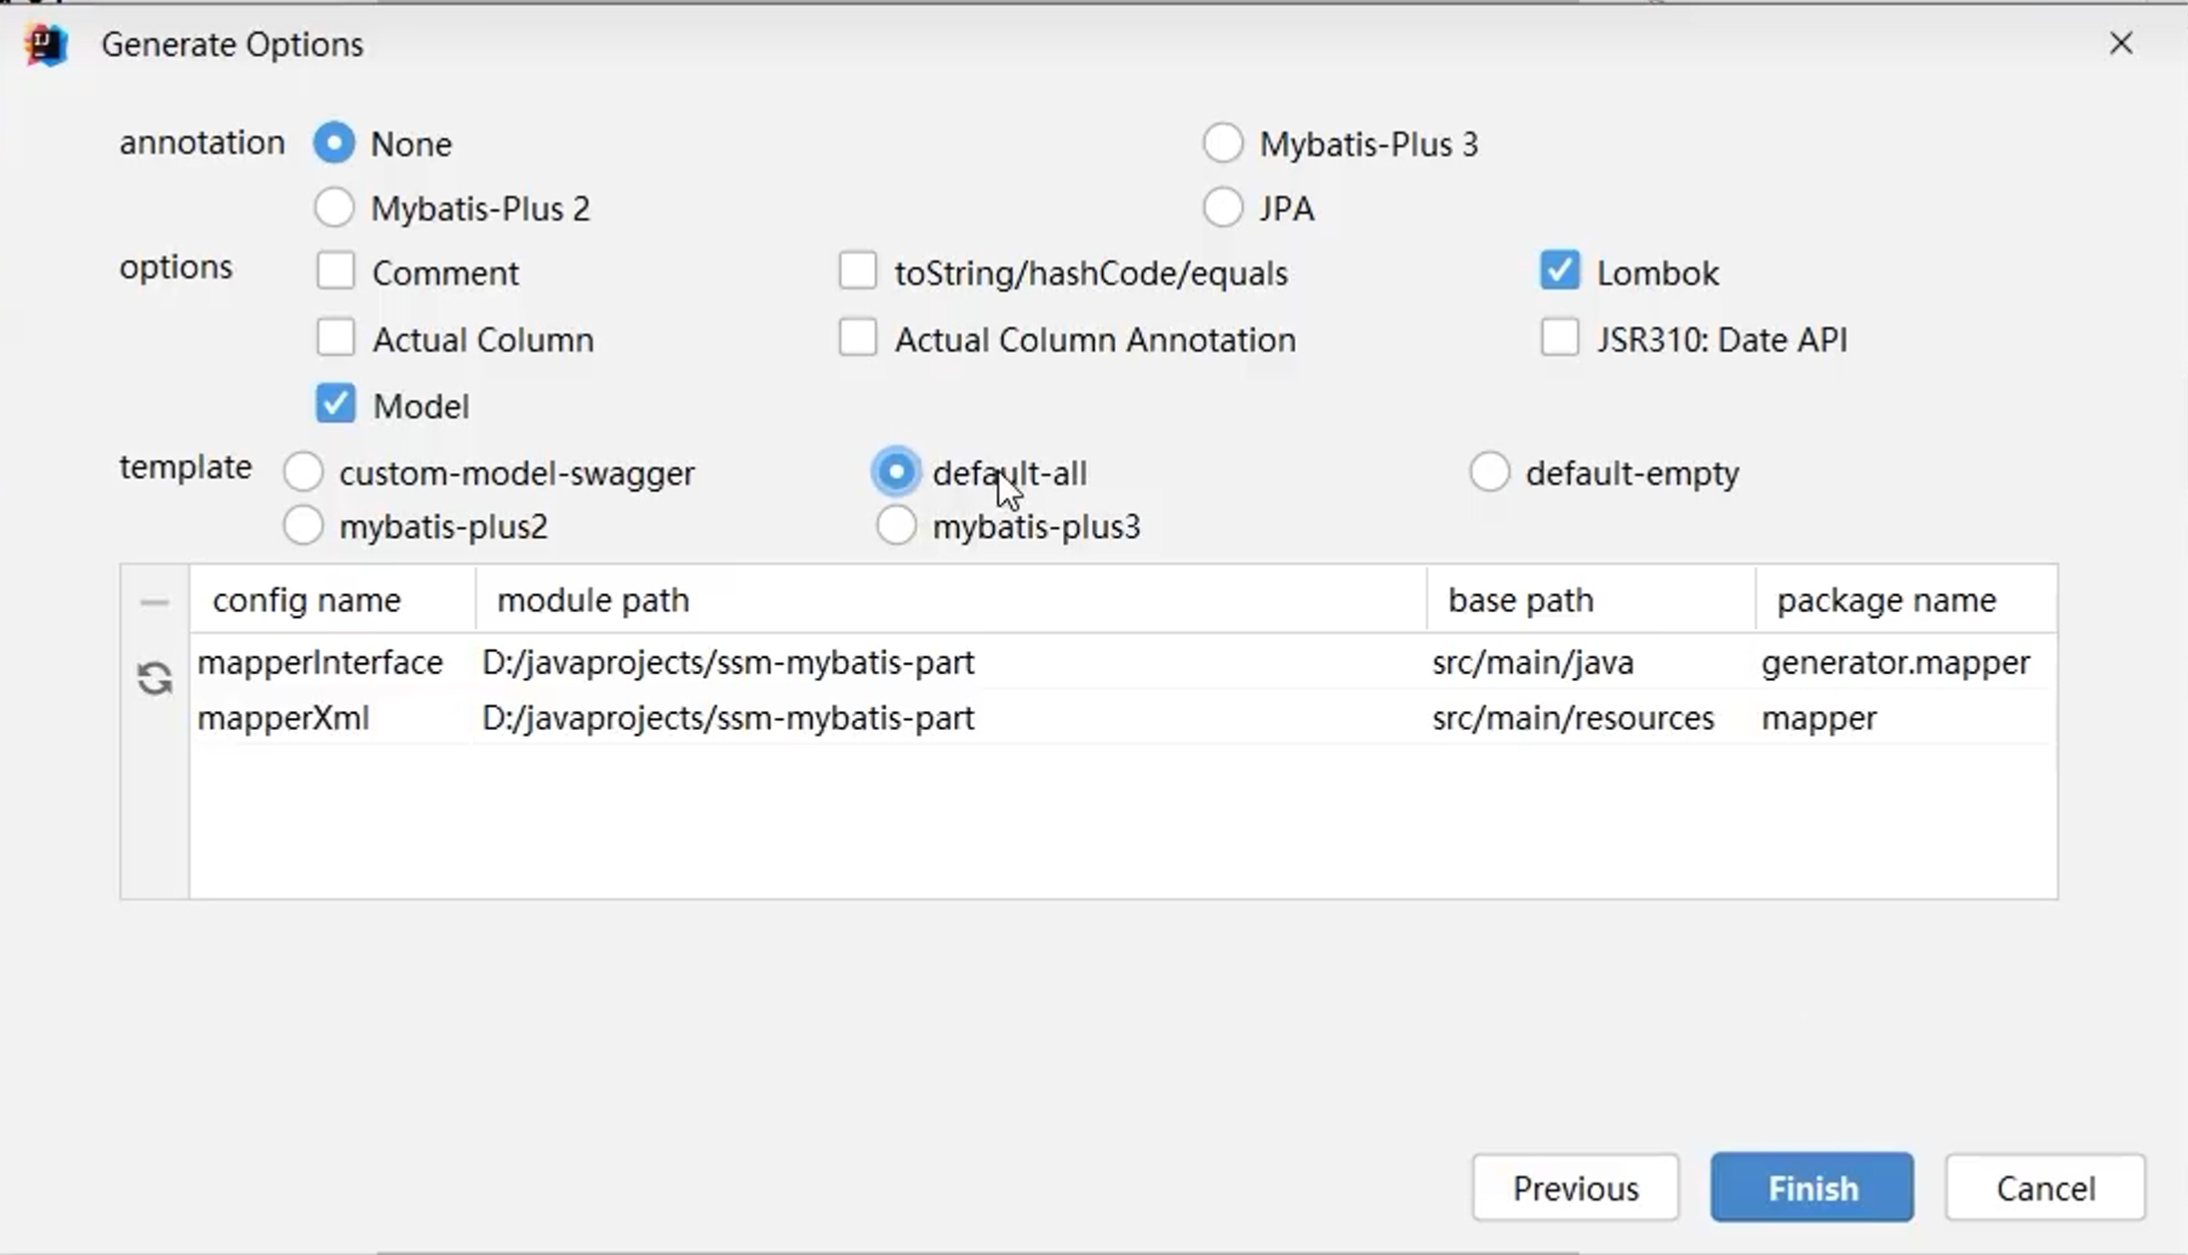 Generate Options
annotation None Mybatis-Plus 3
Mybatis-Plus 2 JPA
options Comment toString/hashCode/equals Lombok
Actual Column Actual Column Annotation JSR310: Date API
Model
template custom-model-swagger default-all default-empty
mybatis-plus2 mybatis-plus3
config name module path base path package name
mapperInterface D:/javaprojects/ssm-mybatis-part src/main/java generator.mapper
mapperXml D:/javaprojects/ssm-mybatis-part src/main/resources mapper
Previous Finish Cancel